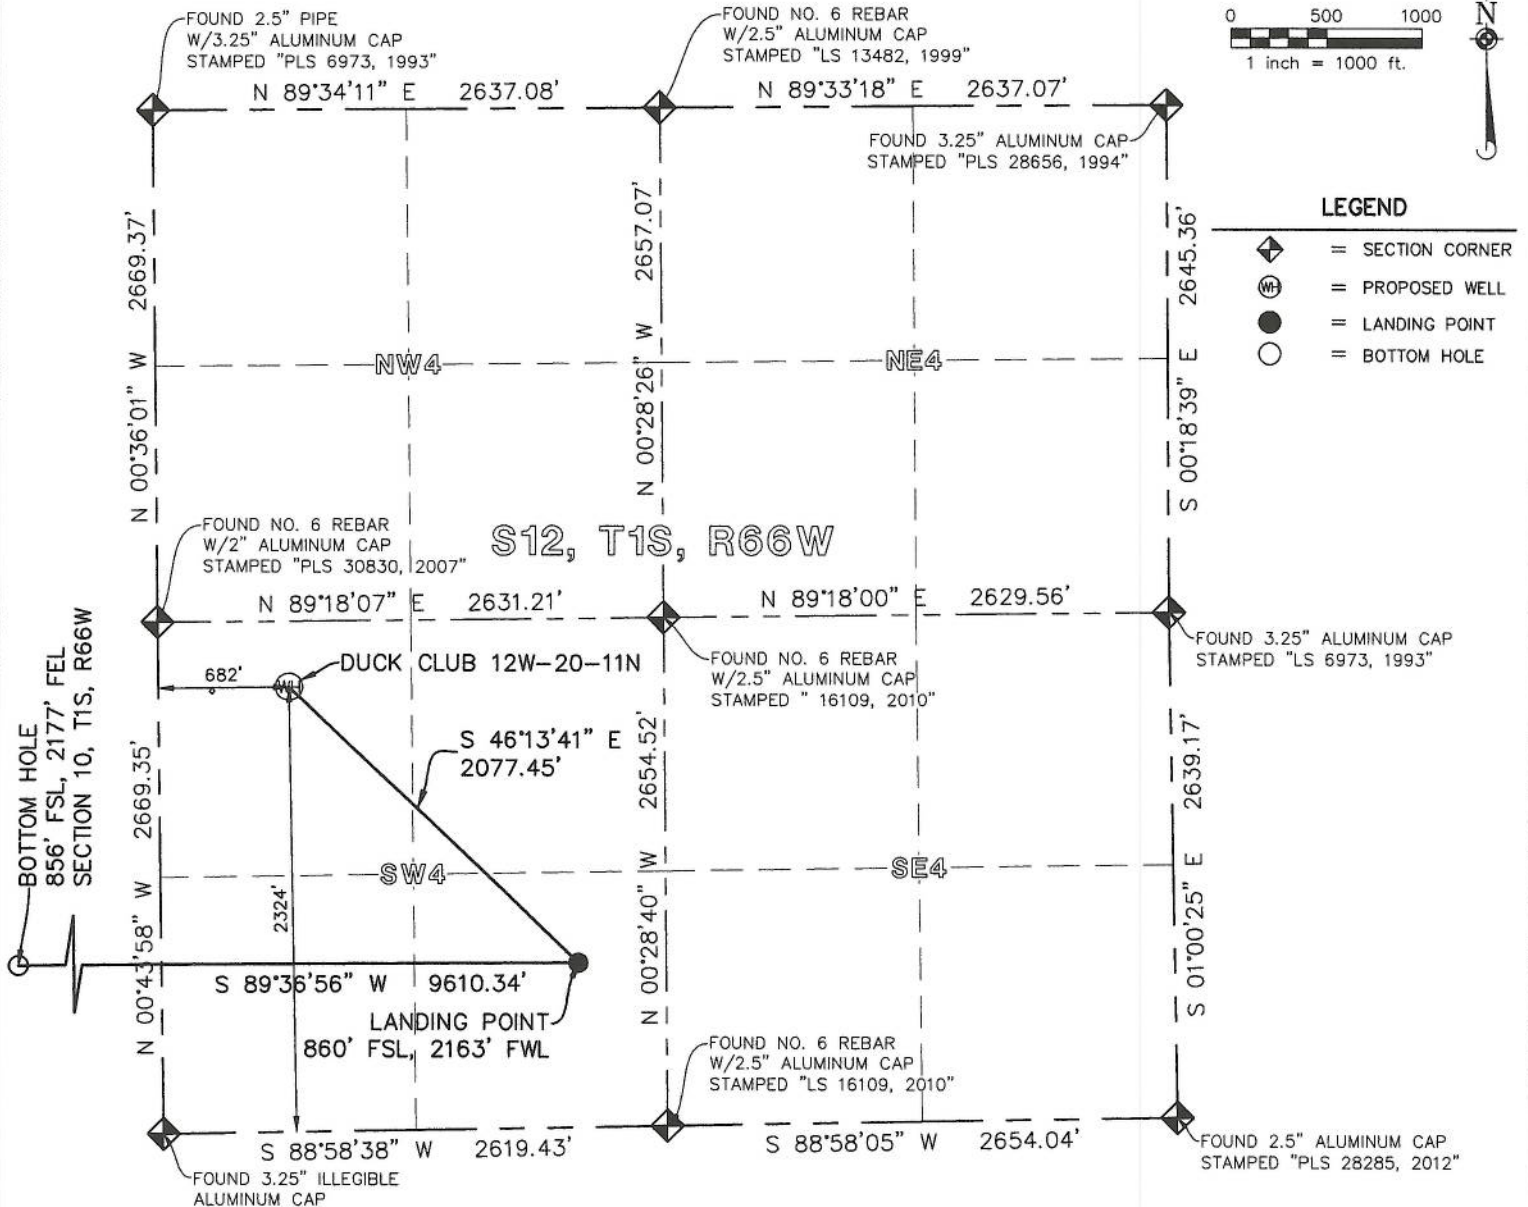 FOUND 2.5" PIPE
W/3.25" ALUMINUM CAP
STAMPED "PLS 6973, 1993"
FOUND NO. 6 REBAR
W/2.5" ALUMINUM CAP
STAMPED "LS 13482, 1999"
0 500 1000
1 inch = 1000 ft.
N
N 89°34'11" E 2637.08'
N 89°33'18" E 2637.07'
FOUND 3.25" ALUMINUM CAP
STAMPED "PLS 28656, 1994"
LEGEND
= SECTION CORNER
WH = PROPOSED WELL
= LANDING POINT
= BOTTOM HOLE
N 00°36'01" W 2669.37'
N 00°28'26" W 2657.07'
S 00°18'39" E 2645.36'
NW4
NE4
FOUND NO. 6 REBAR
W/2" ALUMINUM CAP
STAMPED "PLS 30830, 2007"
S12, T1S, R66W
N 89°18'07" E 2631.21'
N 89°18'00" E 2629.56'
FOUND 3.25" ALUMINUM CAP
STAMPED "LS 6973, 1993"
FOUND NO. 6 REBAR
W/2.5" ALUMINUM CAP
STAMPED " 16109, 2010"
682'
WH
DUCK CLUB 12W-20-11N
S 46°13'41" E
2077.45'
BOTTOM HOLE
856' FSL, 2177' FEL
SECTION 10, T1S, R66W
N 00°43'58" W 2669.35'
2324'
N 00°28'40" W 2654.52'
S 01°00'25" E 2639.17'
SW4
SE4
S 89°36'56" W 9610.34'
LANDING POINT
860' FSL, 2163' FWL
FOUND NO. 6 REBAR
W/2.5" ALUMINUM CAP
STAMPED "LS 16109, 2010"
S 88°58'38" W 2619.43'
S 88°58'05" W 2654.04'
FOUND 3.25" ILLEGIBLE
ALUMINUM CAP
FOUND 2.5" ALUMINUM CAP
STAMPED "PLS 28285, 2012"